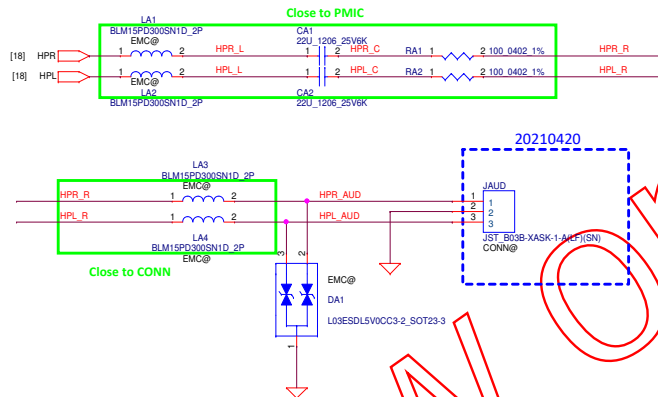 Close to PMIC
LA1
BLM15PD300SN1D_2P
EMC@
CA1
22U_1206_25V6K
[18] HPR 1 2 HPR_L 1 2 HPR_C RA1 1 2 100_0402_1% HPR_R
[18] HPL 1 2 HPL_L 1 2 HPL_C RA2 1 2 100_0402_1% HPL_R
EMC@
LA2
BLM15PD300SN1D_2P
CA2
22U_1206_25V6K
20210420
LA3
BLM15PD300SN1D_2P
EMC@
HPR_R 1 2 HPR_AUD
HPL_R 1 2 HPL_AUD
LA4
BLM15PD300SN1D_2P
EMC@
Close to CONN
JAUD
1 1
2 2
3 3
JST_B03B-XASK-1-A(LF)(SN)
CONN@
3 2
EMC@
DA1
L03ESDL5V0CC3-2_SOT23-3
1